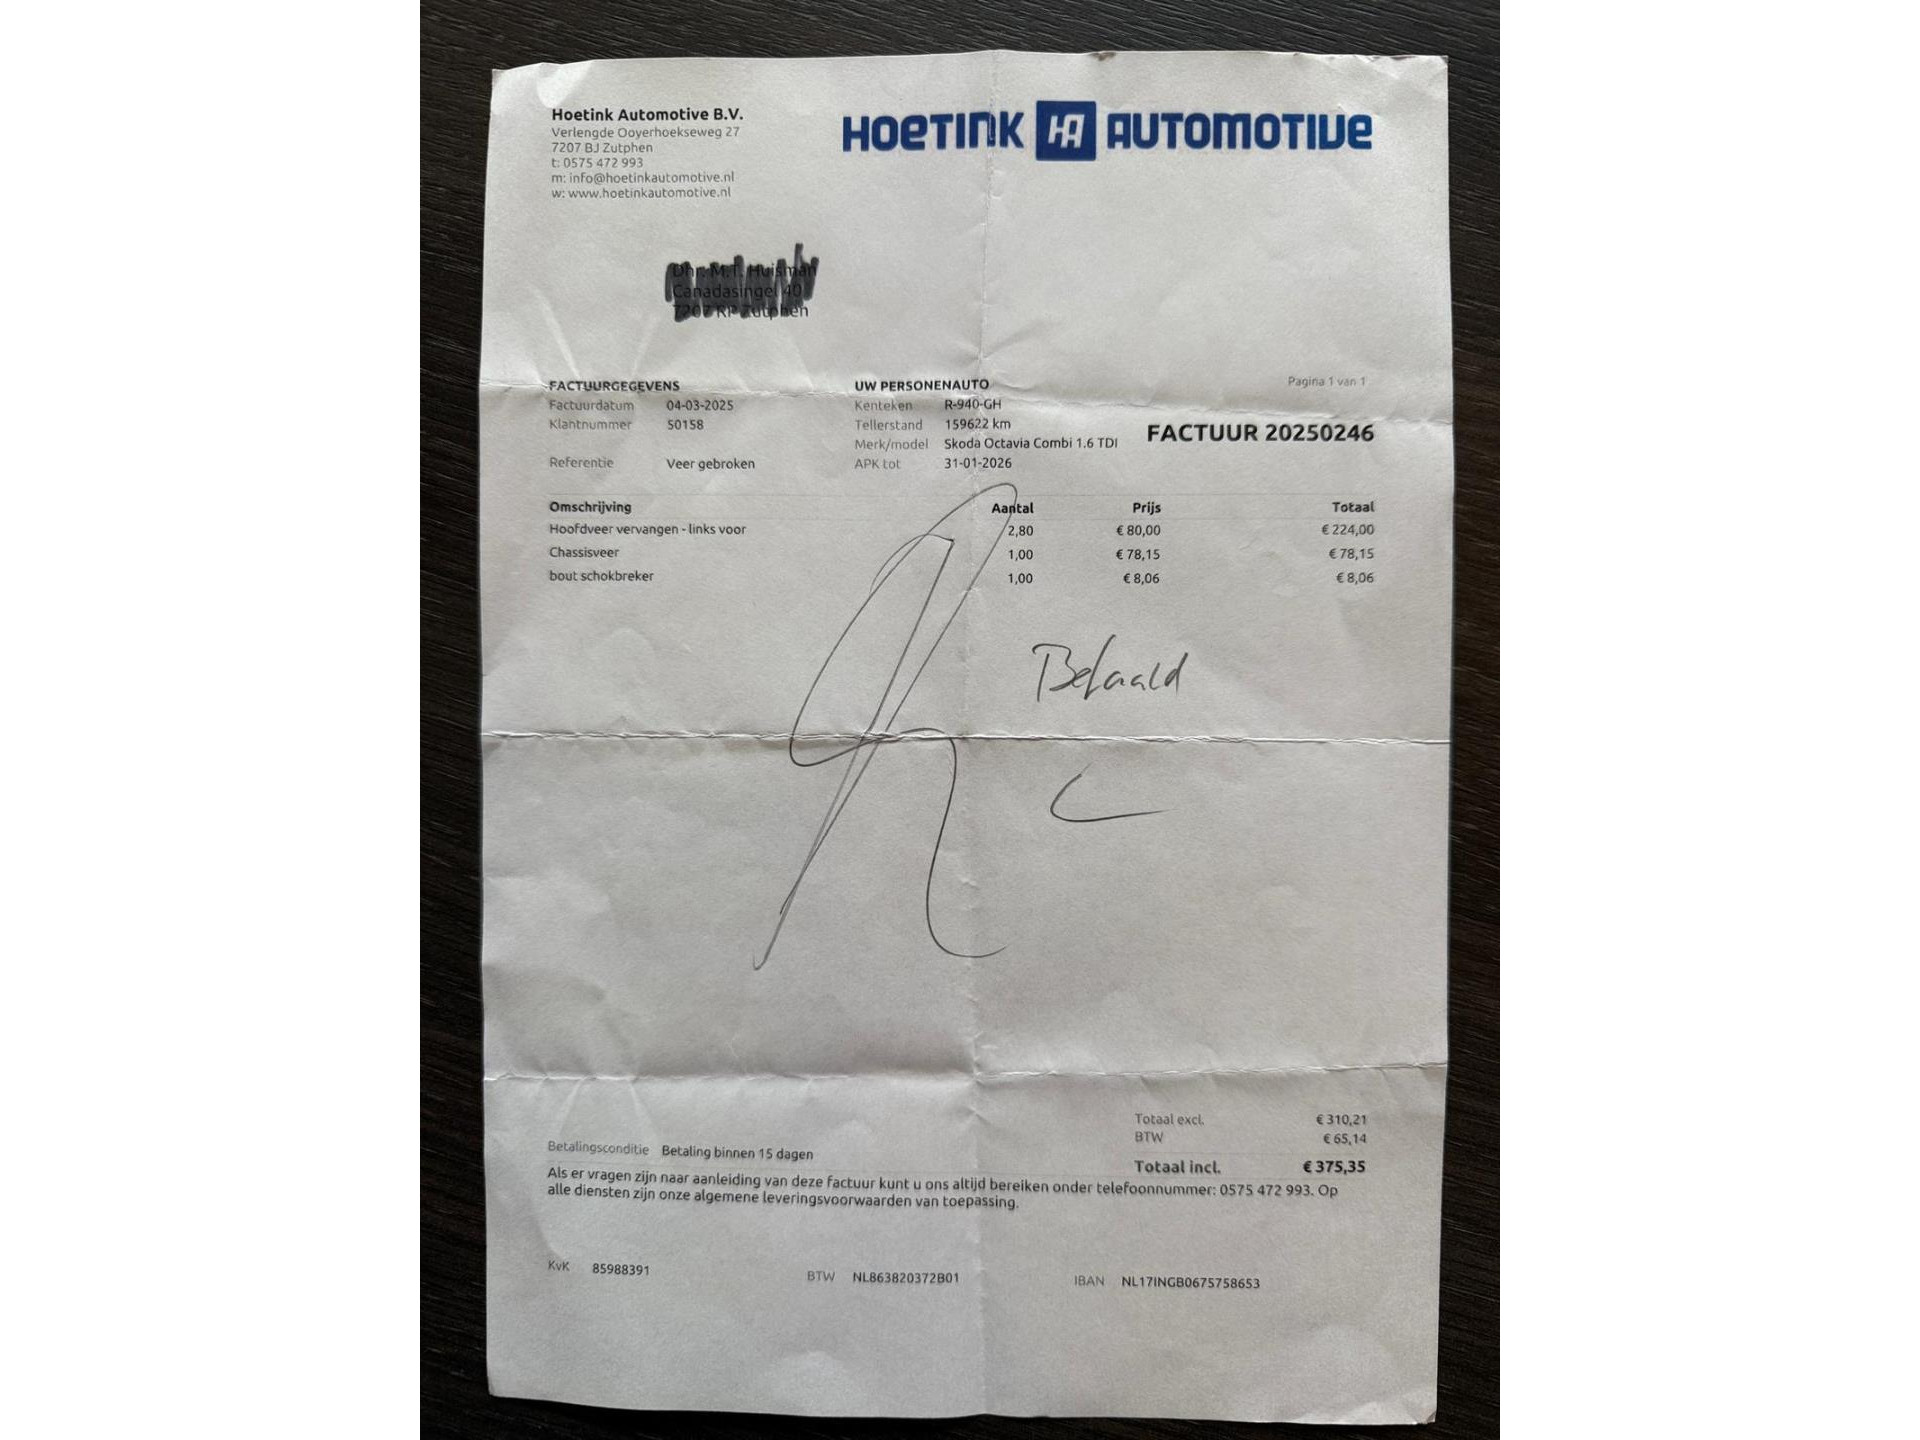 Hoetink Automotive B.V.
Verlengde Ooyerhoekseweg 27
7207 BJ Zutphen
t: 0575 472 993
m: info@hoetinkautomotive.nl
w: www.hoetinkautomotive.nl
HOETINK HA AUTOMOTIVE
FACTUURGEGEVENS
Factuurdatum 04-03-2025
Klantnummer 50158
Referentie Veer gebroken
UW PERSONENAUTO
Kenteken R-940-GH
Tellerstand 159622 km
Merk/model Skoda Octavia Combi 1.6 TDI
APK tot 31-01-2026
Pagina 1 van 1
FACTUUR 20250246
Omschrijving Aantal Prijs Totaal
Hoofdveer vervangen - links voor 2,80 € 80,00 € 224,00
Chassisveer 1,00 € 78,15 € 78,15
bout schokbreker 1,00 € 8,06 € 8,06
Betaald
Totaal excl. € 310,21
BTW € 65,14
Totaal incl. € 375,35
Betalingsconditie Betaling binnen 15 dagen
Als er vragen zijn naar aanleiding van deze factuur kunt u ons altijd bereiken onder telefoonnummer: 0575 472 993. Op
alle diensten zijn onze algemene leveringsvoorwaarden van toepassing.
KvK 85988391
BTW NL863820372B01
IBAN NL17INGB0675758653